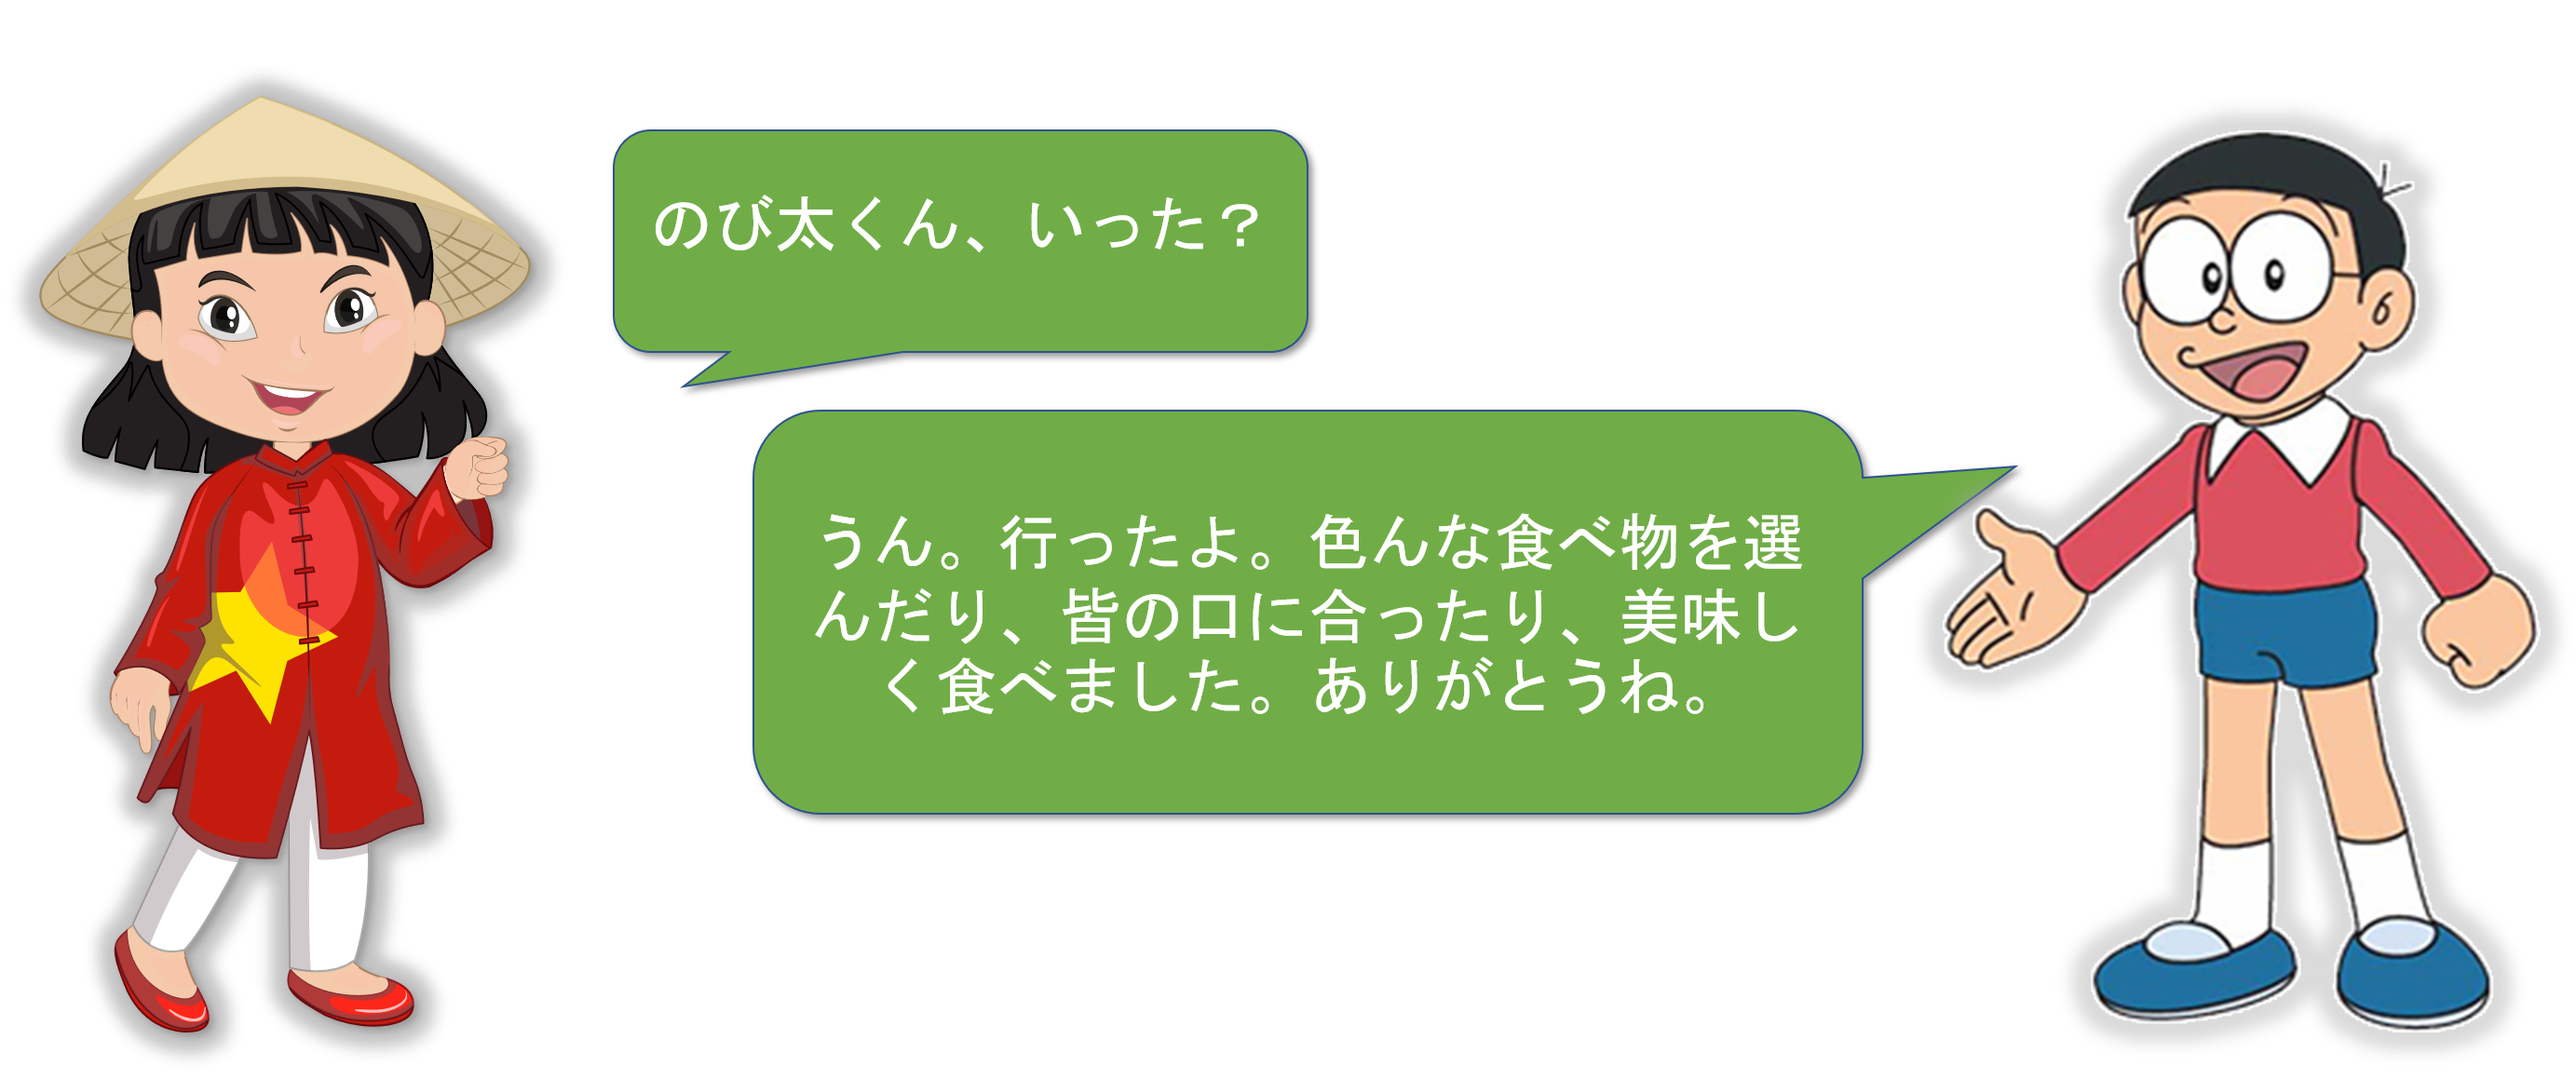 のび太くん、いった？
うん。行ったよ。色んな食べ物を選
んだり、皆の口に合ったり、美味し
く食べました。ありがとうね。